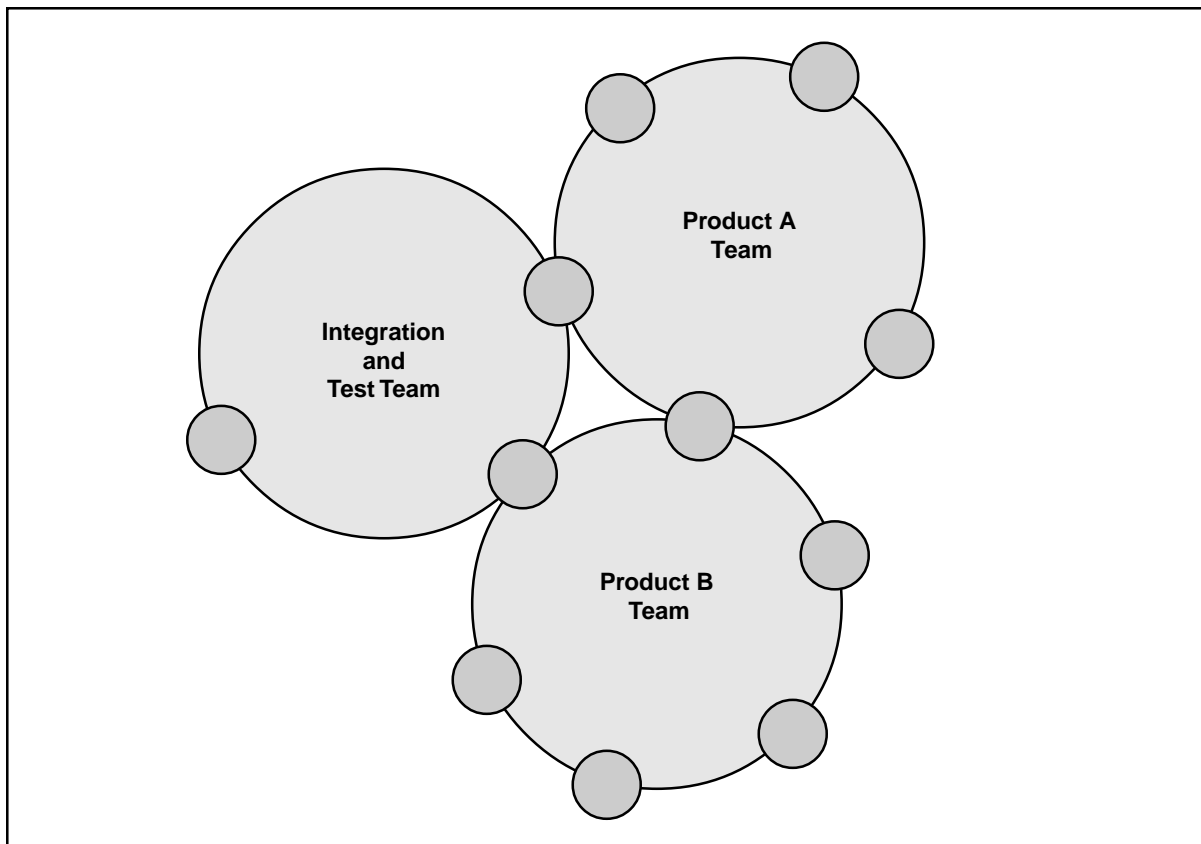 Product A
Team
Integration
and
Test Team
Product B
Team